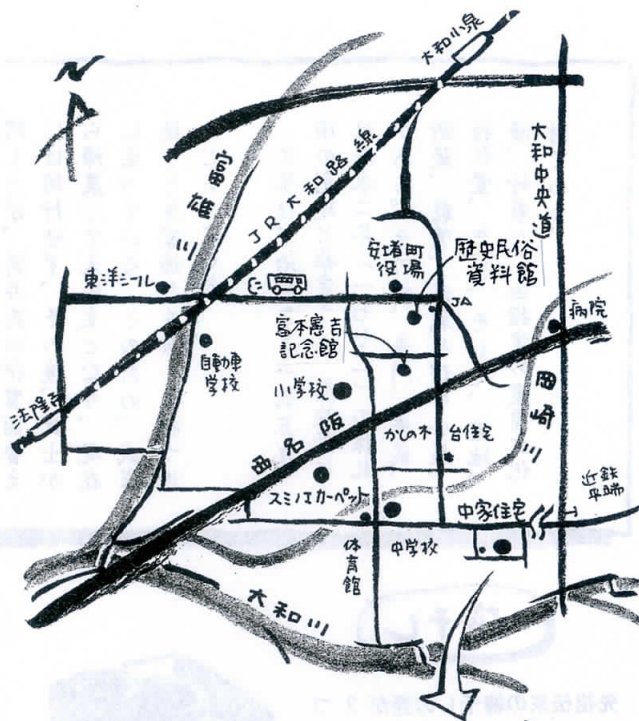 N
大和小泉
富雄川
JR大和路線
大和中央道
東洋シール
安堵町
役場
歴史民俗
資料館
JA
病院
富本憲吉
記念館
自動車
学校
小学校
岡崎川
法隆寺
西名阪
かしの木
台住宅
スミノエカーペット
近鉄
平端
中家住宅
体育館
中学校
大和川